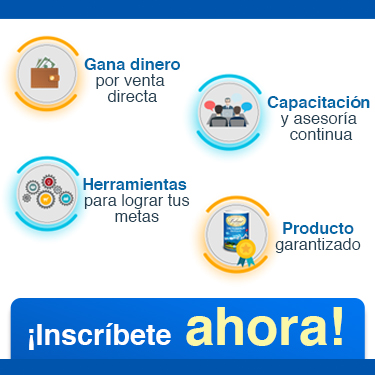 Gana dinero
por venta
directa
Capacitación
y asesoría
continua
Herramientas
para lograr tus
metas
Producto
garantizado
¡Inscríbete ahora!